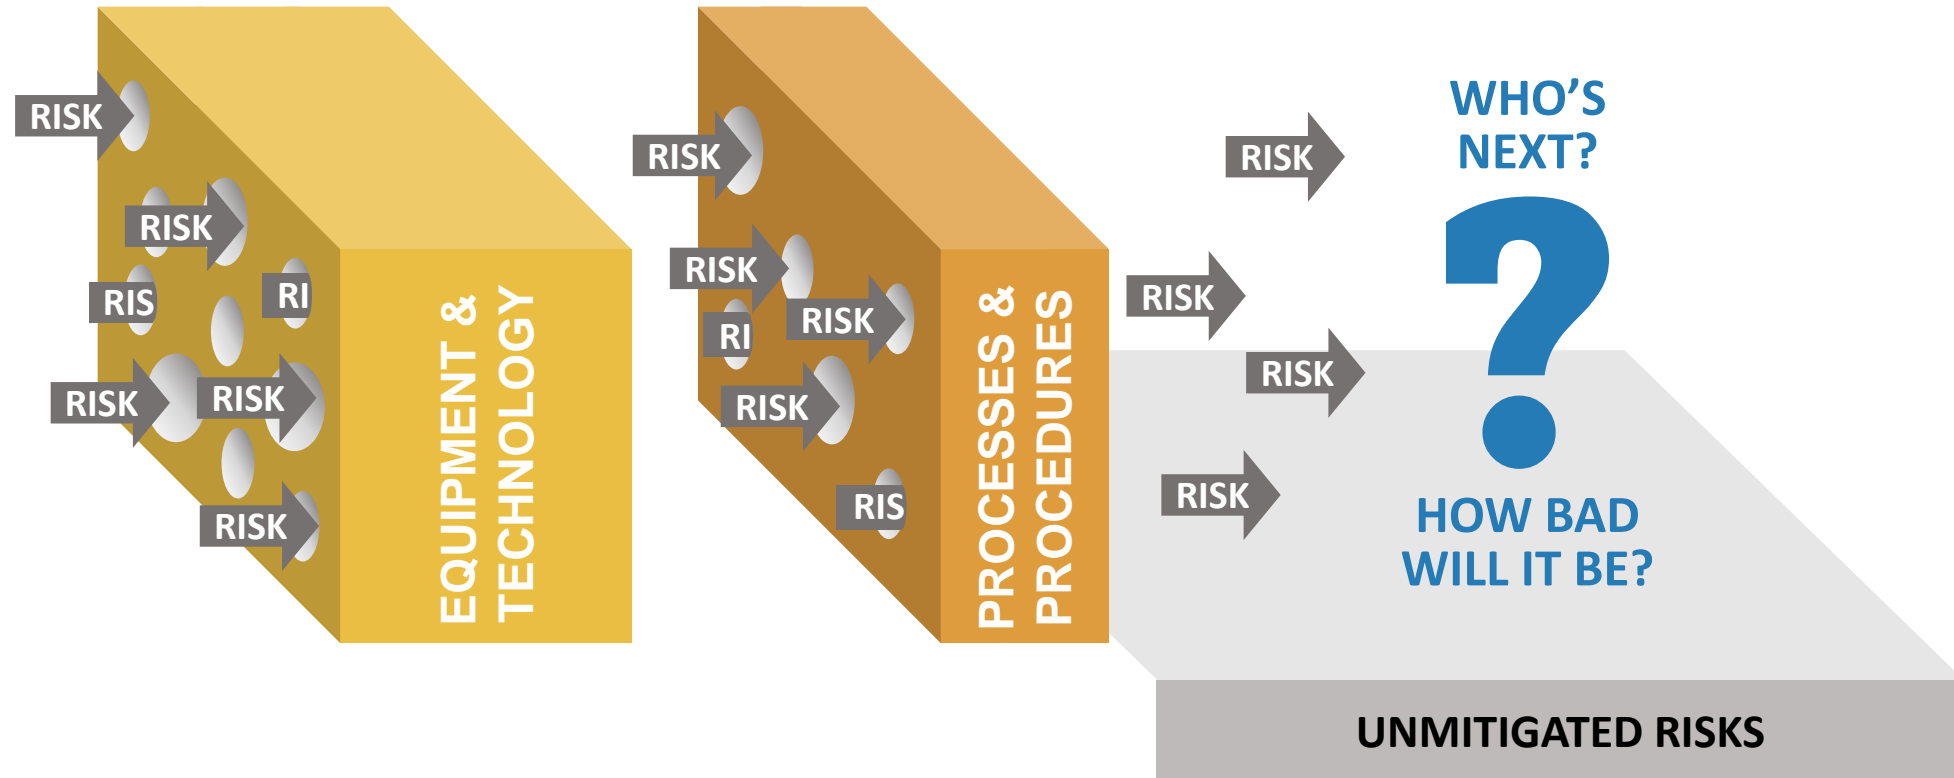 RISK
RISK
RIS
RI
RISK
RISK
RISK
EQUIPMENT &
TECHNOLOGY
RISK
RISK
RI
RISK
RISK
RIS
PROCESSES &
PROCEDURES
RISK
RISK
RISK
RISK
WHO'S
NEXT?
?
HOW BAD
WILL IT BE?
UNMITIGATED RISKS